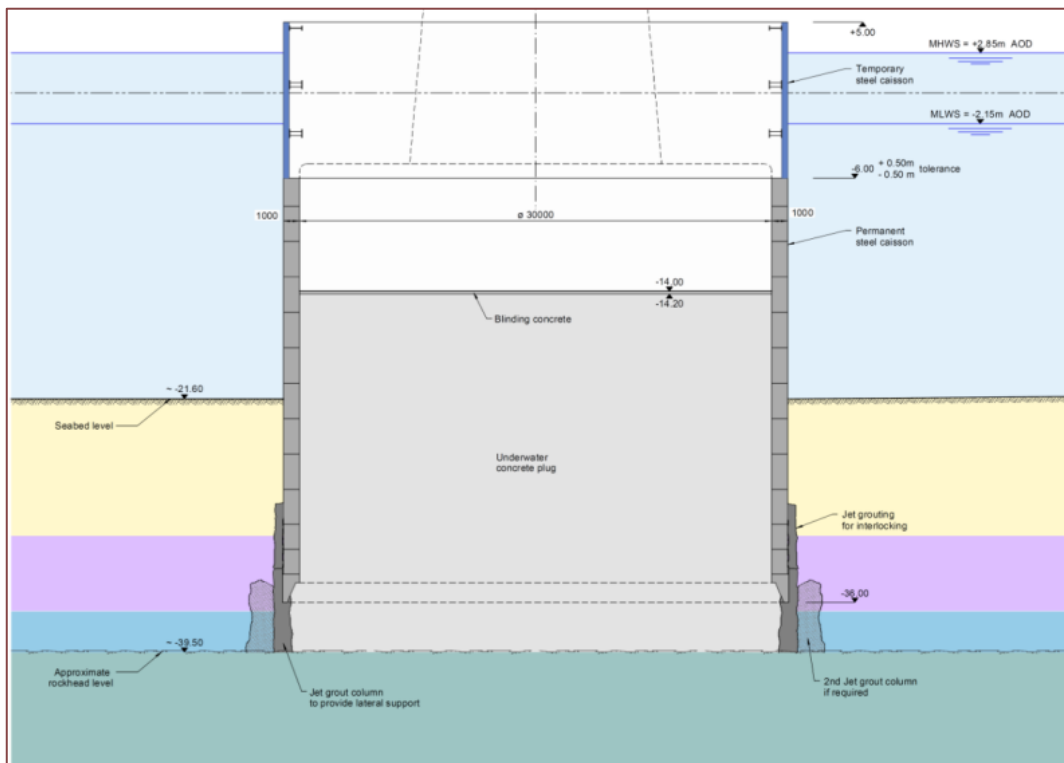 +5.00
MHWS = +2.85m AOD
Temporary
steel caisson
MLWS = -2.15m AOD
-6.00 + 0.50m
- 0.50 m tolerance
1000
ø 30000
1000
Permanent
steel caisson
-14.00
-14.20
Blinding concrete
~ -21.60
Seabed level
Underwater
concrete plug
Jet grouting
for interlocking
-36.00
~ -39.50
Approximate
rockhead level
Jet grout column
to provide lateral support
2nd Jet grout column
if required